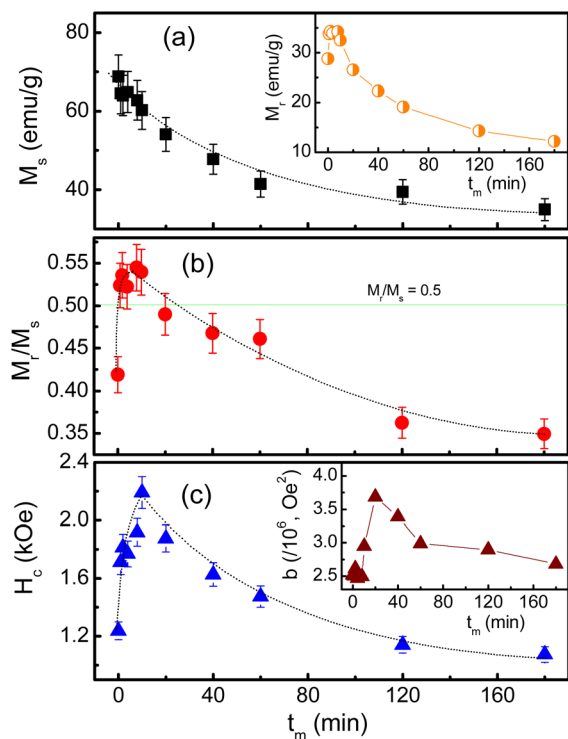 (a)
M_s (emu/g)
80
60
40
M_r (emu/g)
30
20
10
0 40 80 120 160
t_m (min)
(b)
M_r/M_s
0.55
0.50
0.45
0.40
0.35
M_r/M_s = 0.5
(c)
H_c (kOe)
2.4
2.0
1.6
1.2
0.8
b (/10^6, Oe^2)
4.0
3.5
3.0
2.5
0 40 80 120 160
t_m (min)
0 40 80 120 160
t_m (min)